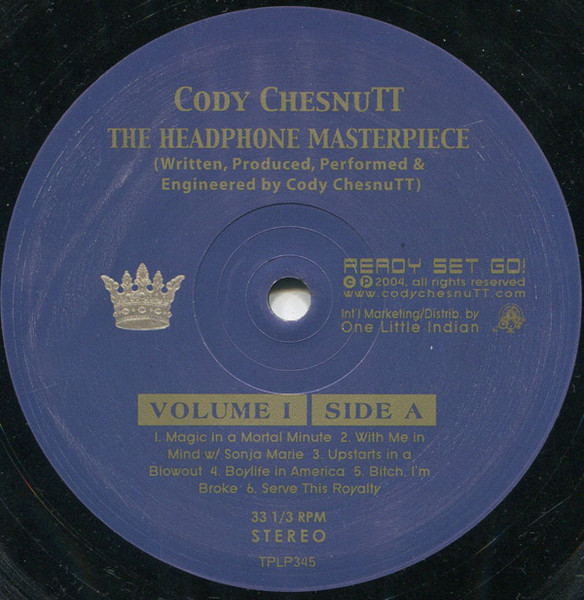 CODY CHESNUTT
THE HEADPHONE MASTERPIECE
(Written, Produced, Performed &
Engineered by Cody ChesnuTT)
READY SET GO!
© ℗ 2004. all rights reserved
www.codychesnuTT.com
Int'l Marketing/Distrib. by
One Little Indian
VOLUME I SIDE A
1. Magic in a Mortal Minute 2. With Me in
Mind w/ Sonja Marie 3. Upstarts in a
Blowout 4. Boylife in America 5. Bitch, I'm
Broke 6. Serve This Royalty
33 1/3 RPM
STEREO
TPLP345